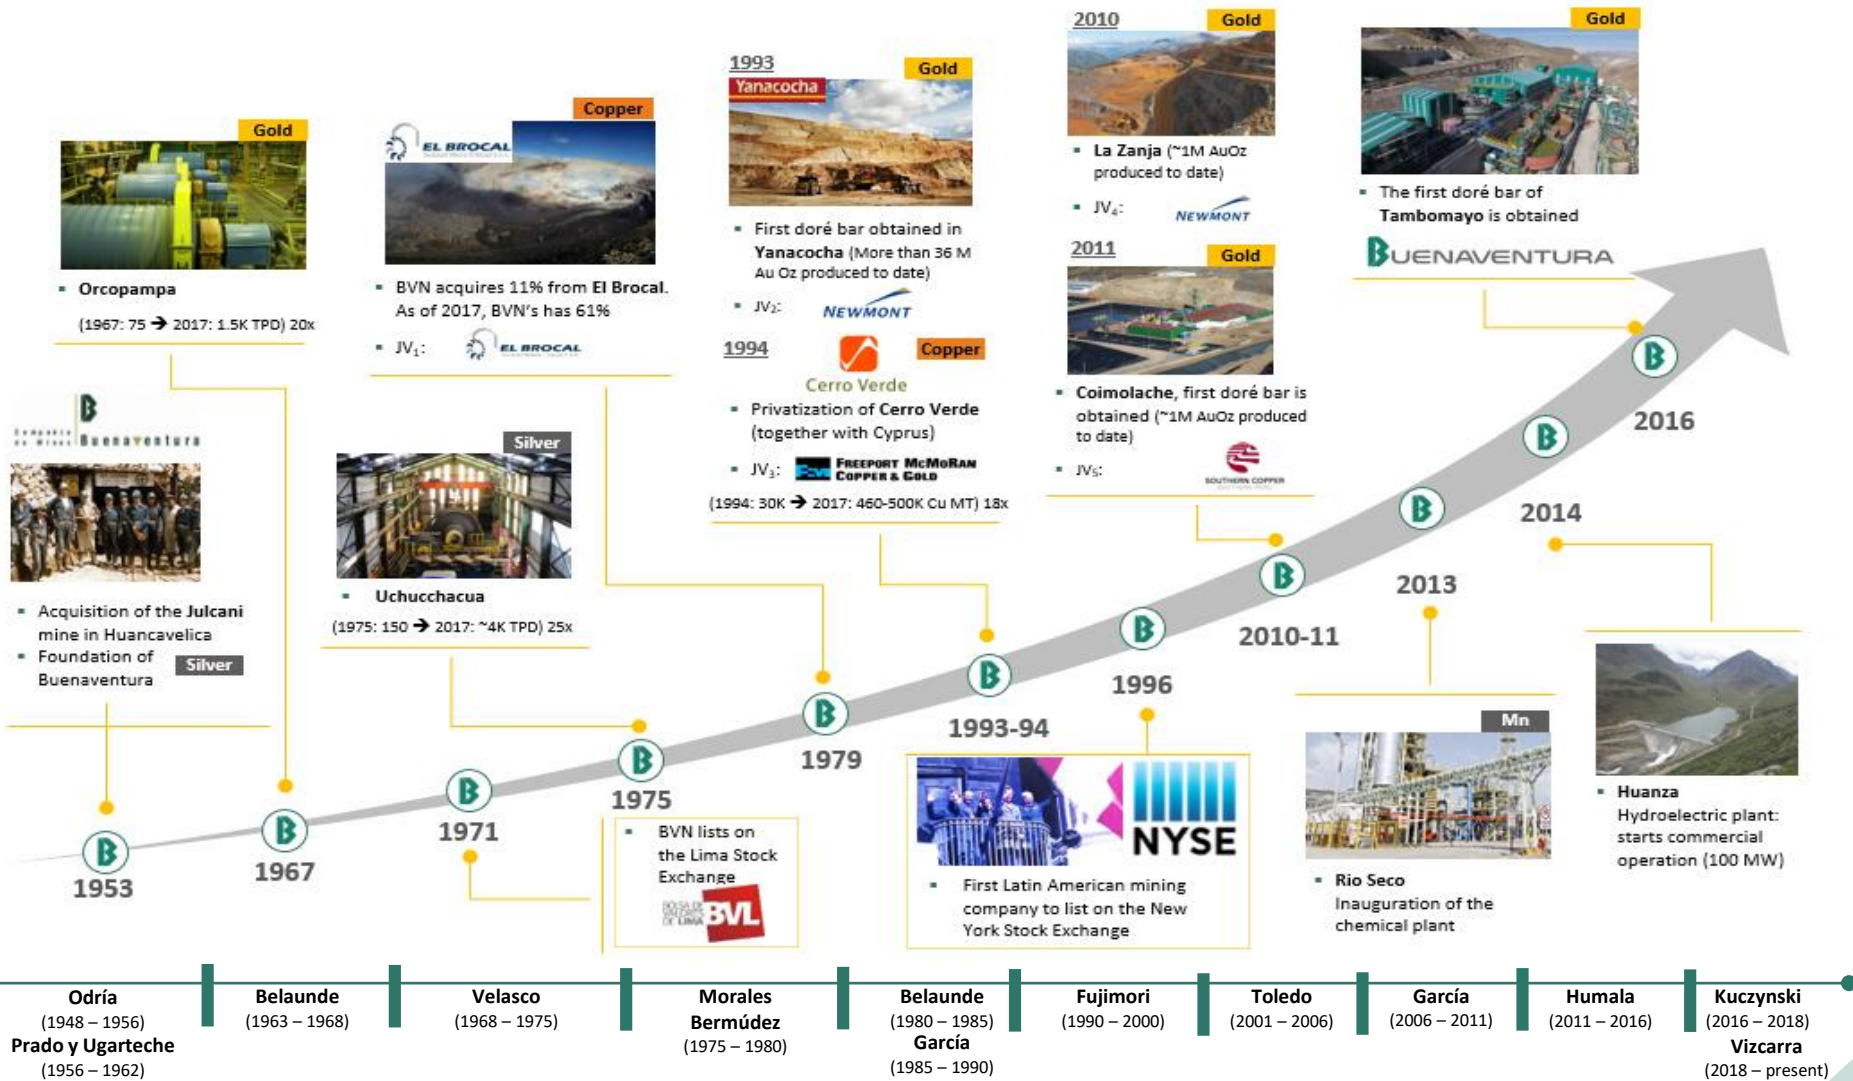 Compañía
de Minas
Buenaventura
Acquisition of the Julcani
mine in Huancavelica
Foundation of
Buenaventura
Silver
1953
Gold
Orcopampa
(1967: 75 → 2017: 1.5K TPD) 20x
1967
1971
BVN lists on
the Lima Stock
Exchange
BOLSA DE
VALORES
DE LIMA
BVL
Silver
Uchucchacua
(1975: 150 → 2017: ~4K TPD) 25x
1975
Copper
EL BROCAL
BVN acquires 11% from El Brocal.
As of 2017, BVN's has 61%
JV1:
EL BROCAL
1979
1993
Gold
Yanacocha
First doré bar obtained in
Yanacocha (More than 36 M
Au Oz produced to date)
JV2:
NEWMONT
1994
Copper
Cerro Verde
Privatization of Cerro Verde
(together with Cyprus)
JV3:
FCX
FREEPORT MCMORAN
COPPER & GOLD
(1994: 30K → 2017: 460-500K Cu MT) 18x
1993-94
1996
NYSE
First Latin American mining
company to list on the New
York Stock Exchange
2010
Gold
La Zanja (~1M AuOz
produced to date)
JV4:
NEWMONT
2011
Gold
Coimolache, first doré bar is
obtained (~1M AuOz produced
to date)
JV5:
SOUTHERN COPPER
2010-11
2013
Mn
Rio Seco
Inauguration of the
chemical plant
2014
Huanza
Hydroelectric plant:
starts commercial
operation (100 MW)
Gold
The first doré bar of
Tambomayo is obtained
BUENAVENTURA
2016
Odría
(1948 – 1956)
Prado y Ugarteche
(1956 – 1962)
Belaunde
(1963 – 1968)
Velasco
(1968 – 1975)
Morales
Bermúdez
(1975 – 1980)
Belaunde
(1980 – 1985)
García
(1985 – 1990)
Fujimori
(1990 – 2000)
Toledo
(2001 – 2006)
García
(2006 – 2011)
Humala
(2011 – 2016)
Kuczynski
(2016 – 2018)
Vizcarra
(2018 – present)